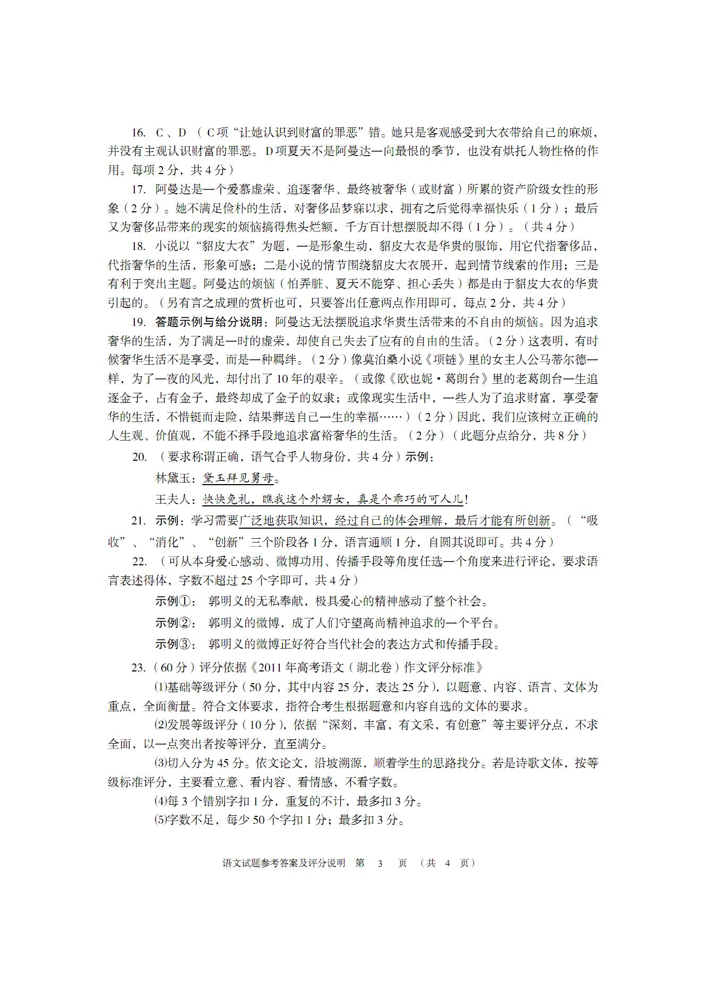 16. C、D （C项“让她认识到财富的罪恶”错。她只是客观感受到大衣带给自己的麻烦，
并没有主观认识财富的罪恶。D项夏天不是阿曼达一向最恨的季节，也没有烘托人物性格的作
用。每项2分，共4分）
17. 阿曼达是一个爱慕虚荣、追逐奢华、最终被奢华（或财富）所累的资产阶级女性的形
象（2分）。她不满足俭朴的生活，对奢侈品梦寐以求，拥有之后觉得幸福快乐（1分）；最后
又为奢侈品带来的现实的烦恼搞得焦头烂额，千方百计想摆脱却不得（1分）。（共4分）
18. 小说以“貂皮大衣”为题，一是形象生动，貂皮大衣是华贵的服饰，用它代指奢侈品，
代指奢华的生活，形象可感；二是小说的情节围绕貂皮大衣展开，起到情节线索的作用；三是
有利于突出主题。阿曼达的烦恼（怕弄脏、夏天不能穿、担心丢失）都是由于貂皮大衣的华贵
引起的。（另有言之成理的赏析也可，只要答出任意两点作用即可，每点2分，共4分）
19. 答题示例与给分说明：阿曼达无法摆脱追求华贵生活带来的不自由的烦恼。因为追求
奢华的生活，为了满足一时的虚荣，却使自己失去了应有的自由的生活。（2分）这表明，有时
候奢华生活不是享受，而是一种羁绊。（2分）像莫泊桑小说《项链》里的女主人公马蒂尔德一
样，为了一夜的风光，却付出了10年的艰辛。（或像《欧也妮·葛朗台》里的老葛朗台一生追
逐金子，占有金子，最终却成了金子的奴隶；或像现实生活中，一些人为了追求财富，享受奢
华的生活，不惜铤而走险，结果葬送自己一生的幸福……）（2分）因此，我们应该树立正确的
人生观、价值观，不能不择手段地追求富裕奢华的生活。（2分）（此题分点给分，共8分）
20. （要求称谓正确，语气合乎人物身份，共4分）示例：
林黛玉：黛玉拜见舅母。
王夫人：快快免礼，瞧我这个外甥女，真是个乖巧的可人儿！
21. 示例：学习需要广泛地获取知识，经过自己的体会理解，最后才能有所创新。（“吸
收”、“消化”、“创新”三个阶段各1分，语言通顺1分，自圆其说即可。共4分）
22. （可从本身爱心感动、微博功用、传播手段等角度任选一个角度来进行评论，要求语
言表述得体，字数不超过25个字即可，共4分）
示例①： 郭明义的无私奉献，极具爱心的精神感动了整个社会。
示例②： 郭明义的微博，成了人们守望高尚精神追求的一个平台。
示例③： 郭明义的微博正好符合当代社会的表达方式和传播手段。
23.（60分）评分依据《2011年高考语文（湖北卷）作文评分标准》
⑴基础等级评分（50分，其中内容25分，表达25分），以题意、内容、语言、文体为
重点，全面衡量。符合文体要求，指符合考生根据题意和内容自选的文体的要求。
⑵发展等级评分（10分），依据“深刻，丰富，有文采，有创意”等主要评分点，不求
全面，以一点突出者按等评分，直至满分。
⑶切入分为45分。依文论文，沿坡溯源，顺着学生的思路找分。若是诗歌文体，按等
级标准评分，主要看立意、看内容、看情感，不看字数。
⑷每3个错别字扣1分，重复的不计，最多扣3分。
⑸字数不足，每少50个字扣1分；最多扣3分。
语文试题参考答案及评分说明 第 3 页 （共 4 页）